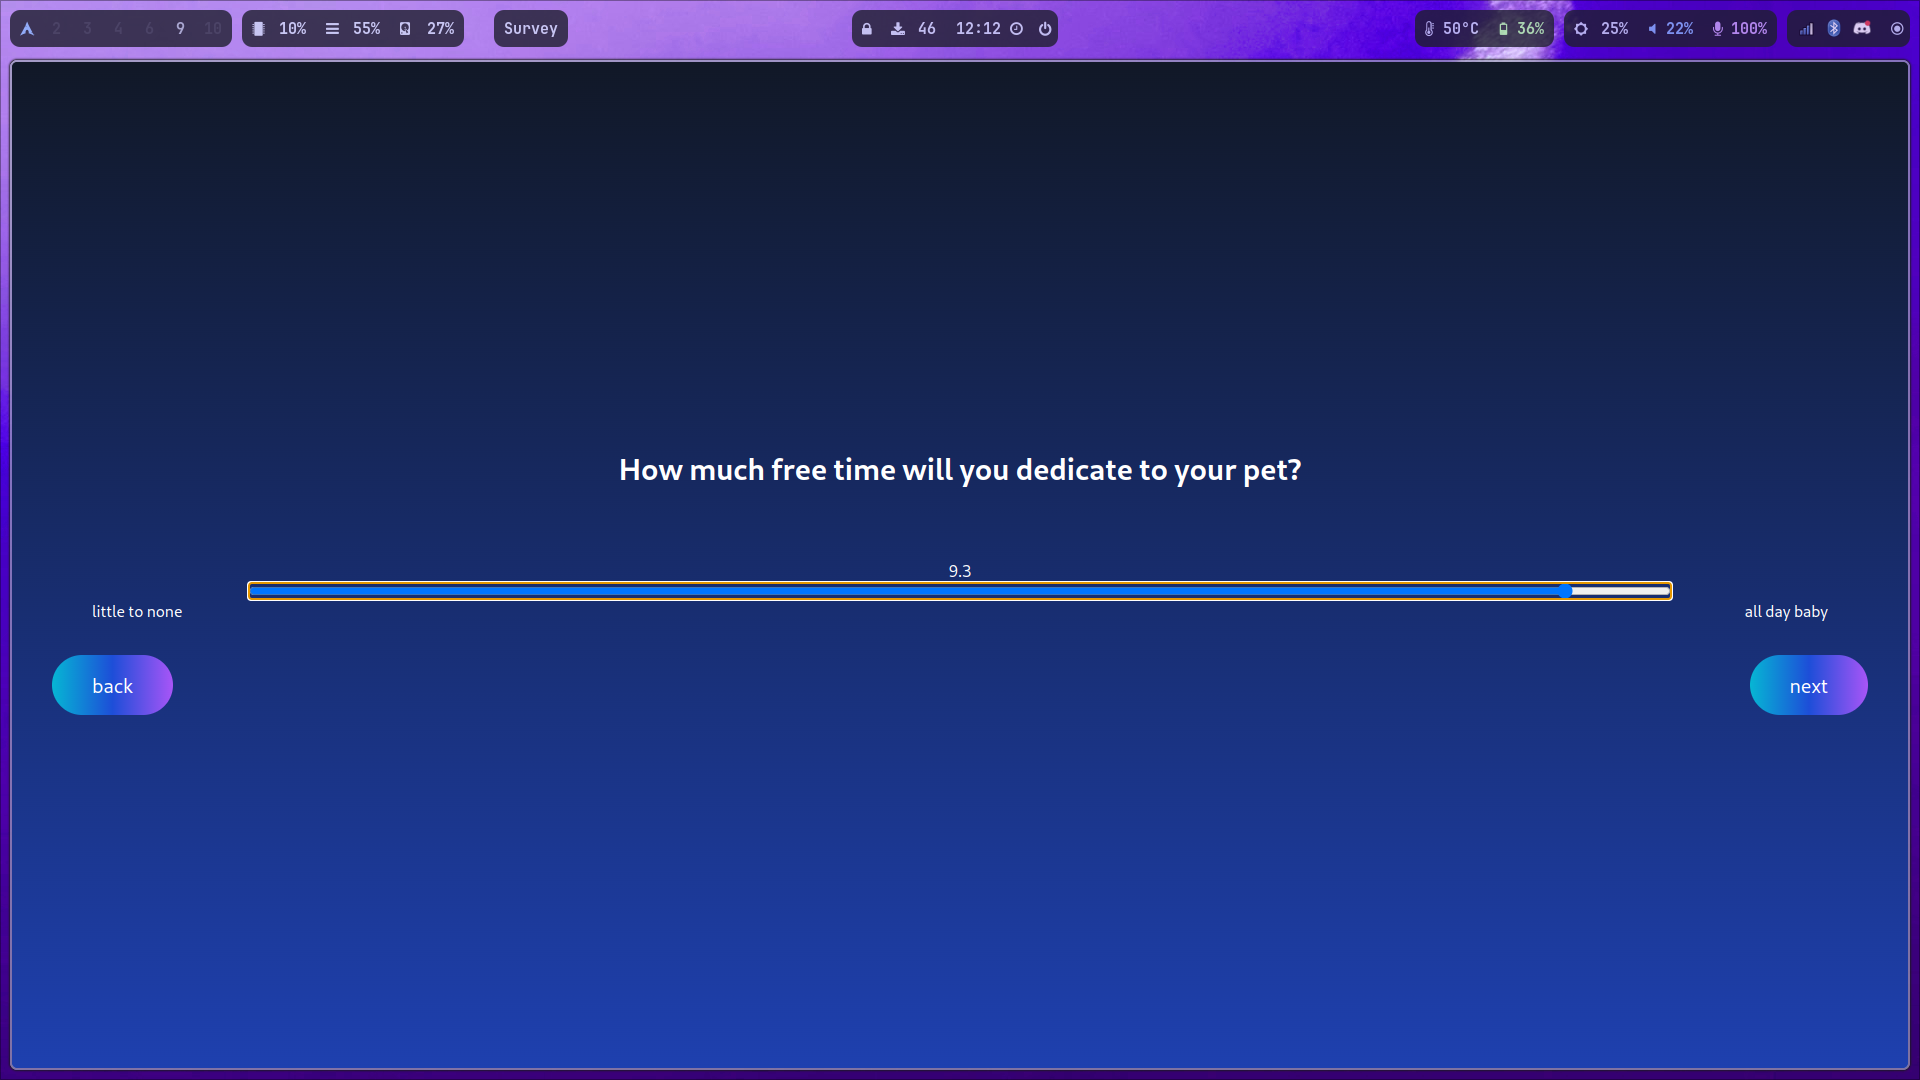 2 3 4 6 9 10
10% 55% 27%
Survey
46 12:12
50°C 36%
25% 22% 100%
How much free time will you dedicate to your pet?
9.3
little to none
all day baby
back
next